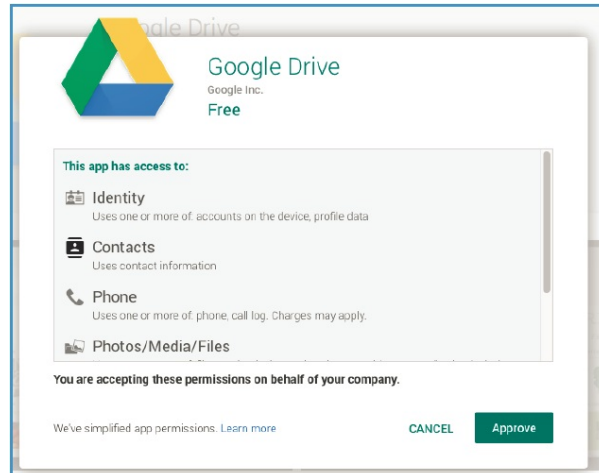 Google Drive
Google Drive
Google Inc.
Free
This app has access to:
Identity
Uses one or more of: accounts on the device, profile data
Contacts
Uses contact information
Phone
Uses one or more of: phone, call log. Charges may apply.
Photos/Media/Files
You are accepting these permissions on behalf of your company.
We've simplified app permissions. Learn more
CANCEL
Approve